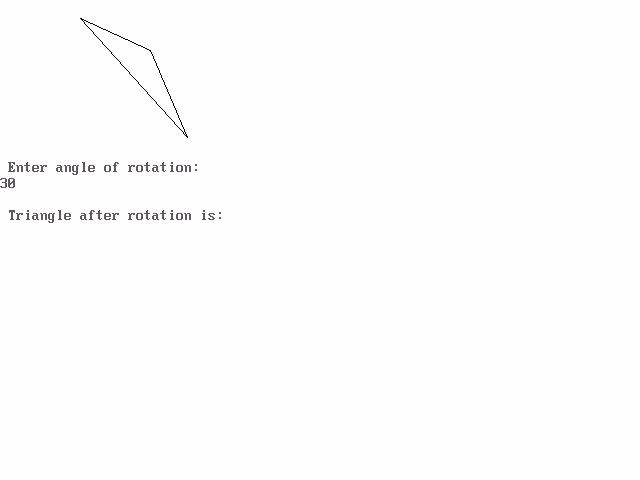 Enter angle of rotation:
30
Triangle after rotation is: